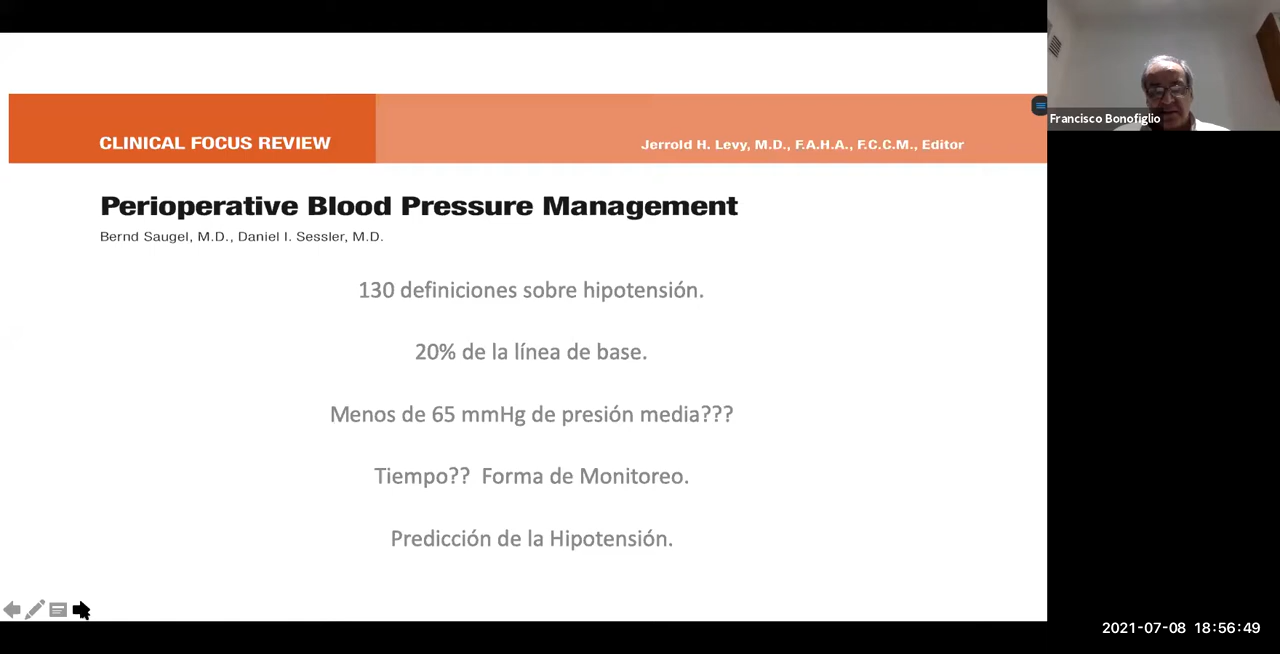 CLINICAL FOCUS REVIEW
Jerrold H. Levy, M.D., F.A.H.A., F.C.C.M., Editor
Francisco Bonofiglio
Perioperative Blood Pressure Management
Bernd Saugel, M.D., Daniel I. Sessler, M.D.
130 definiciones sobre hipotensión.
20% de la línea de base.
Menos de 65 mmHg de presión media???
Tiempo?? Forma de Monitoreo.
Predicción de la Hipotensión.
2021-07-08 18:56:49